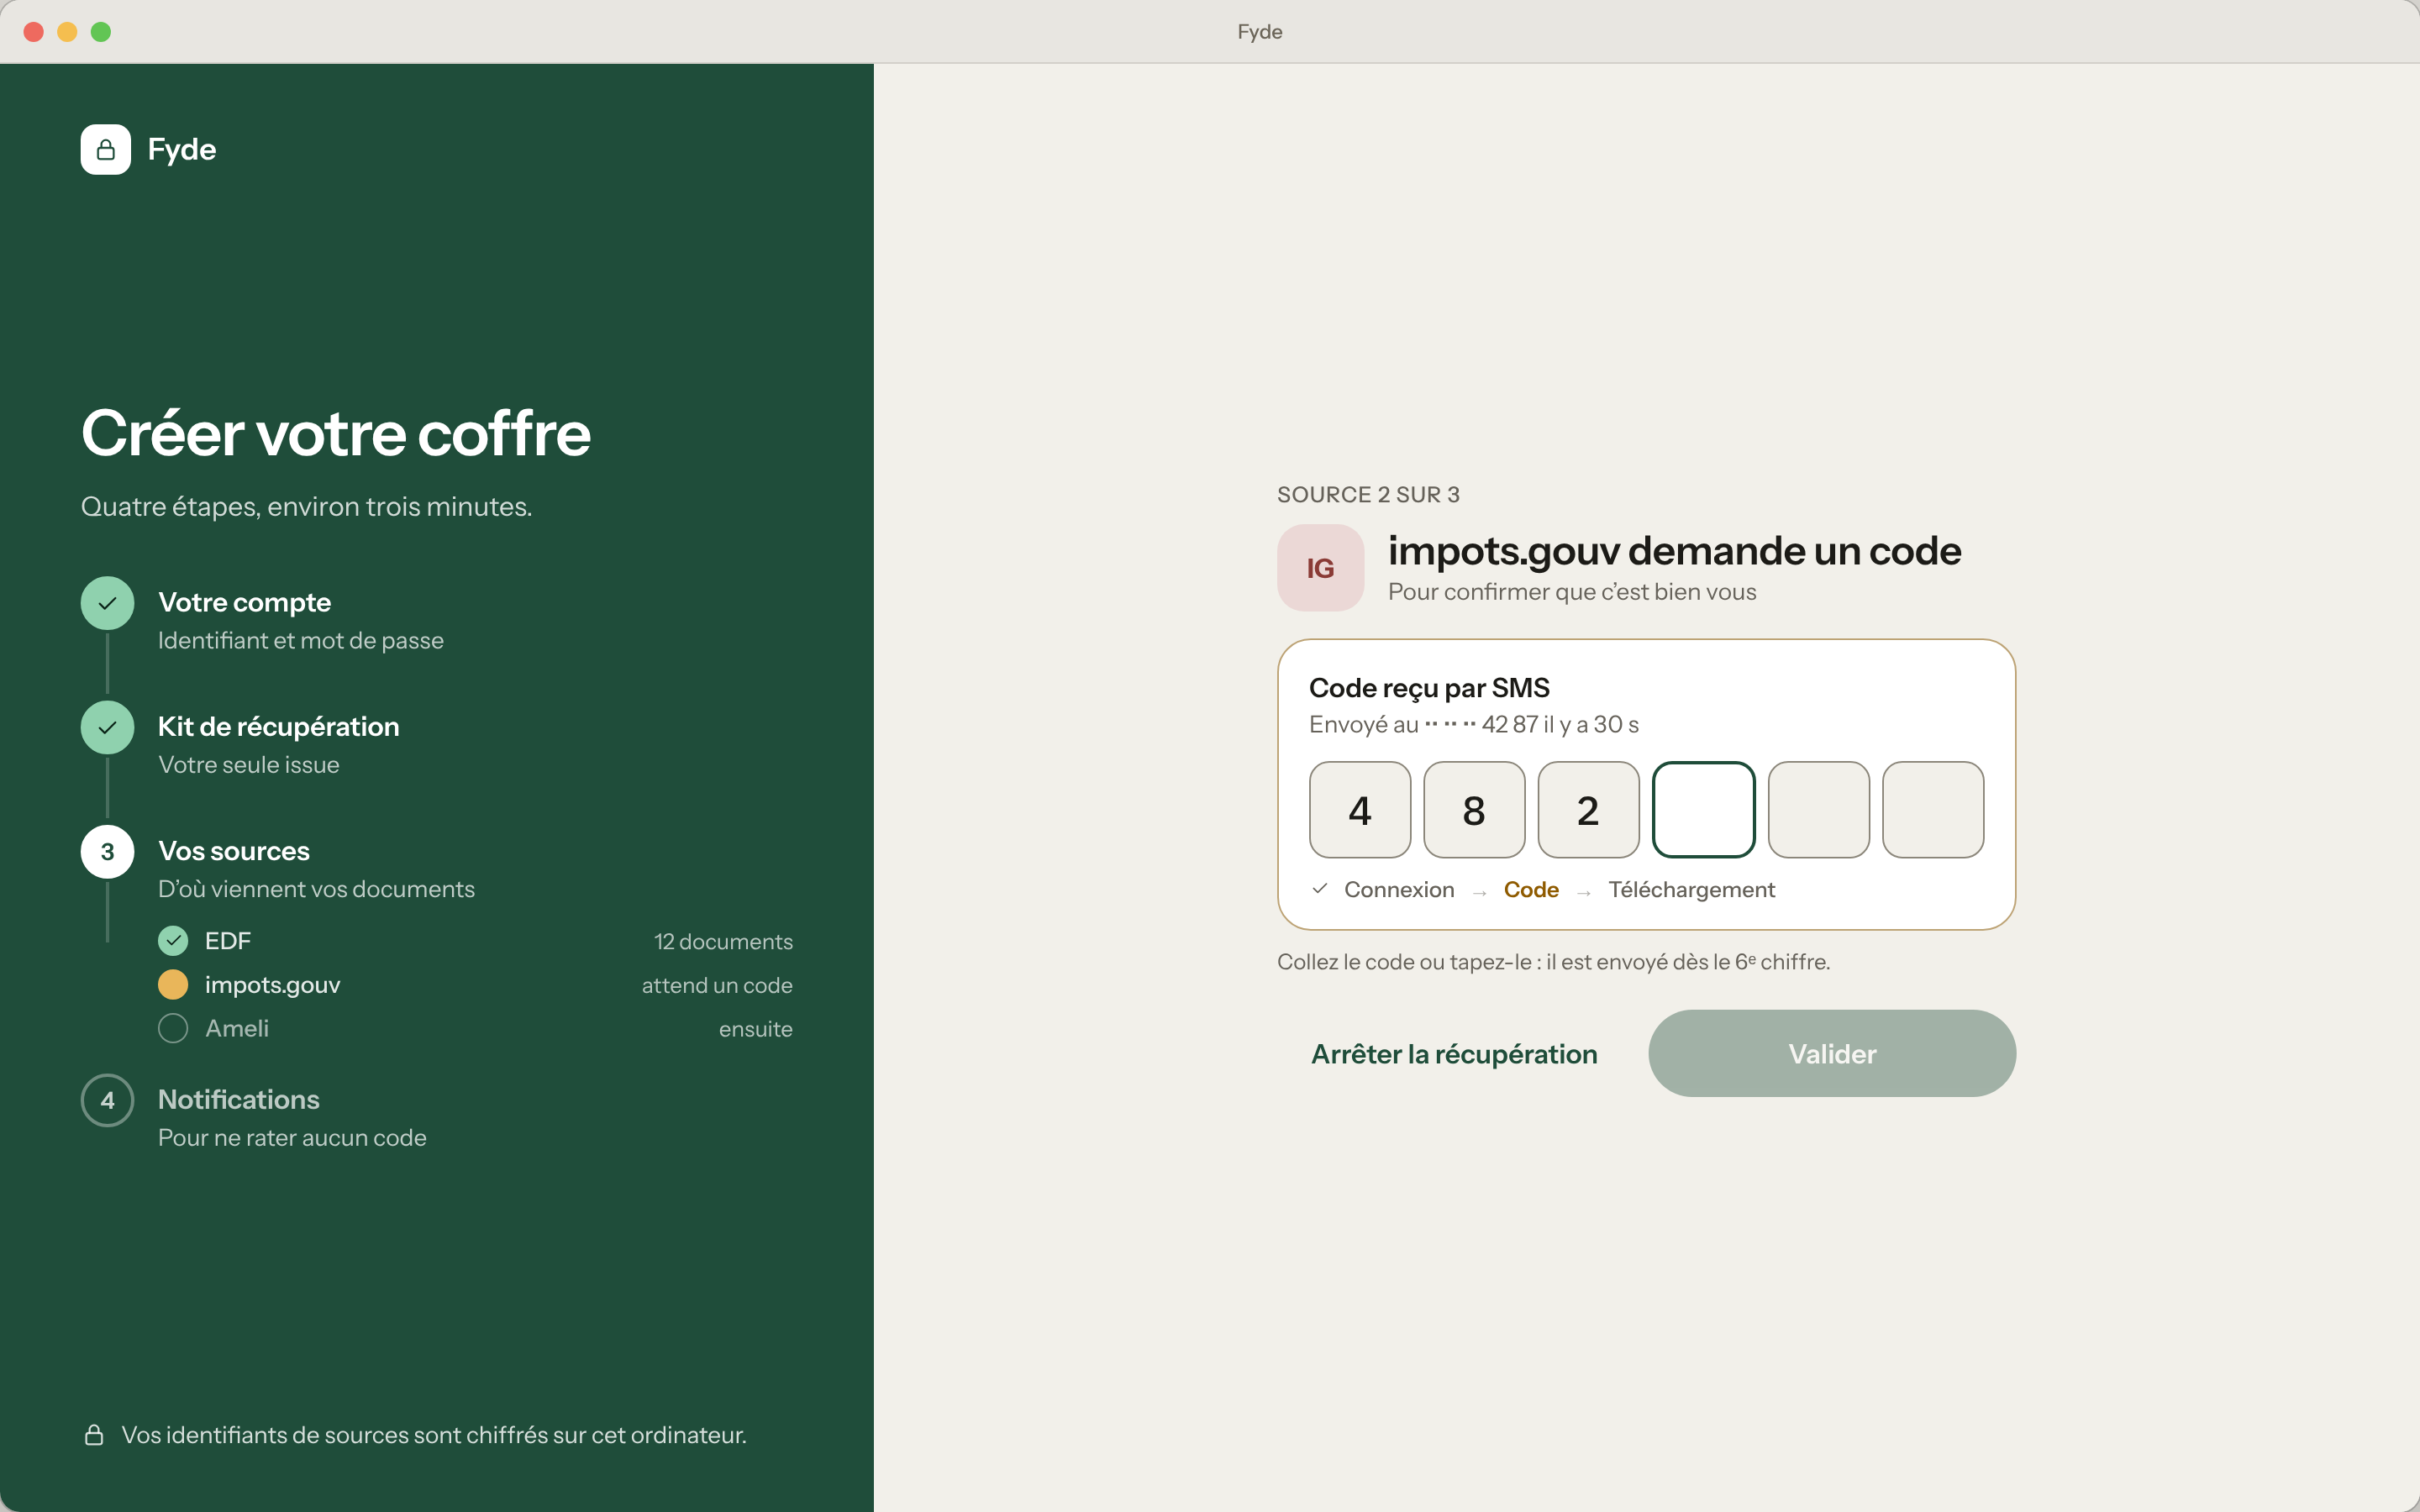 Fyde
Fyde
Créer votre coffre
Quatre étapes, environ trois minutes.
Votre compte
Identifiant et mot de passe
Kit de récupération
Votre seule issue
3
Vos sources
D’où viennent vos documents
EDF 12 documents
impots.gouv attend un code
Ameli ensuite
4
Notifications
Pour ne rater aucun code
Vos identifiants de sources sont chiffrés sur cet ordinateur.
SOURCE 2 SUR 3
IG
impots.gouv demande un code
Pour confirmer que c’est bien vous
Code reçu par SMS
Envoyé au ·· ·· ·· 42 87 il y a 30 s
4 8 2
✓ Connexion → Code → Téléchargement
Collez le code ou tapez-le : il est envoyé dès le 6ᵉ chiffre.
Arrêter la récupération Valider